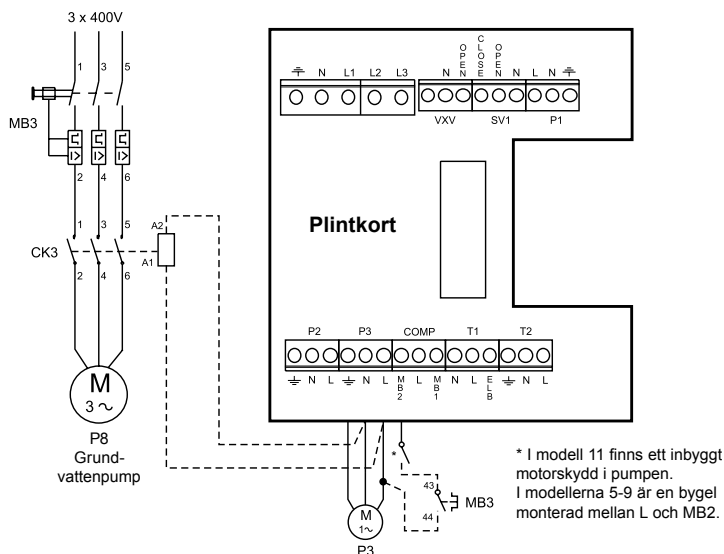 3 x 400V
1 3 5
MB3
I> I> I>
2 4 6
1 3 5
A2
CK3
A1
2 4 6
M
3 ~
P8
Grund-
vattenpump
N L1 L2 L3
N OPEN CLOSE OPEN N L N
VXV SV1 P1
Plintkort
P2 P3 COMP T1 T2
N L N L MB2 L MB1 N L ELB N L
*
43
MB3
44
M
1~
P3
* I modell 11 finns ett inbyggt
motorskydd i pumpen.
I modellerna 5-9 är en bygel
monterad mellan L och MB2.